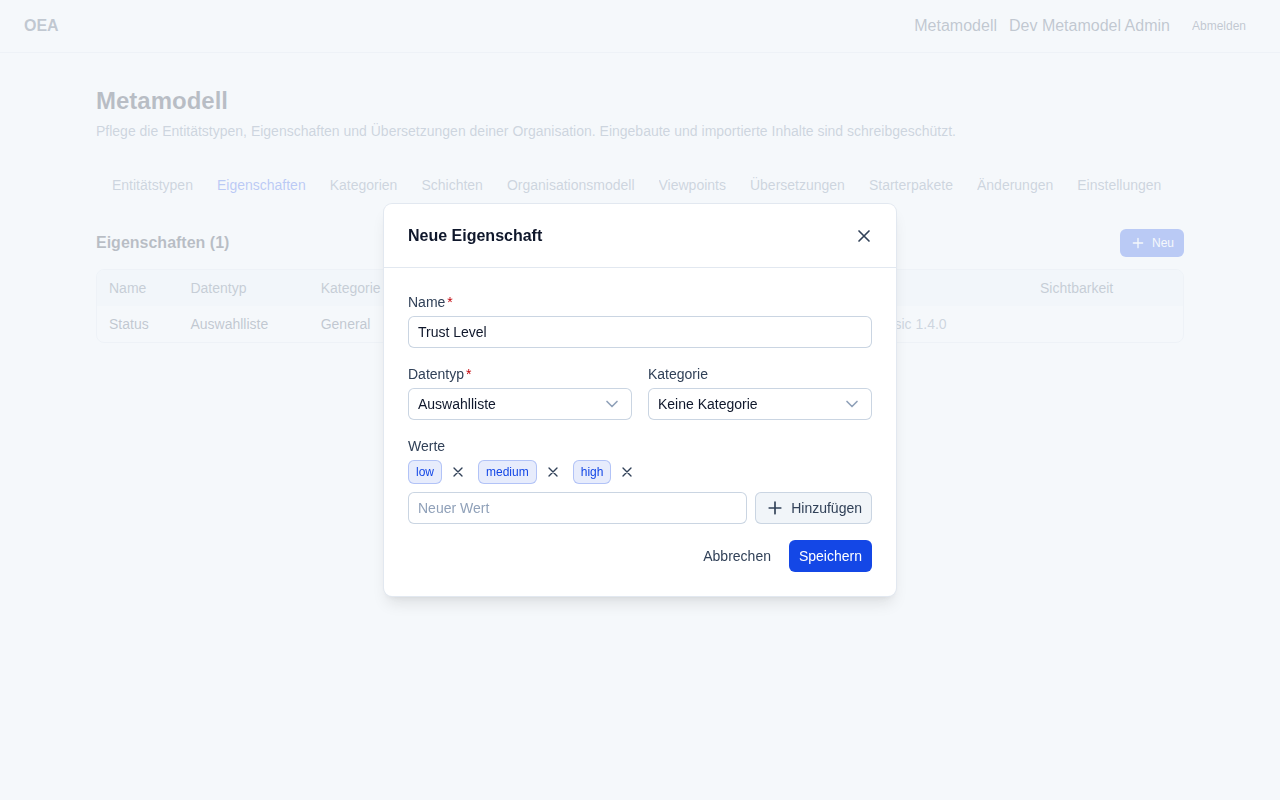 OEA Metamodell Dev Metamodel Admin Abmelden
Metamodell
Pflege die Entitätstypen, Eigenschaften und Übersetzungen deiner Organisation. Eingebaute und importierte Inhalte sind schreibgeschützt.
Entitätstypen Eigenschaften Kategorien Schichten Organisationsmodell Viewpoints Übersetzungen Starterpakete Änderungen Einstellungen
Eigenschaften (1) Neu
Name Datentyp Kategorie Sichtbarkeit
Status Auswahlliste General 1.4.0
Neue Eigenschaft
Name*
Trust Level
Datentyp* Kategorie
Auswahlliste Keine Kategorie
Werte
low medium high
Neuer Wert Hinzufügen
Abbrechen Speichern